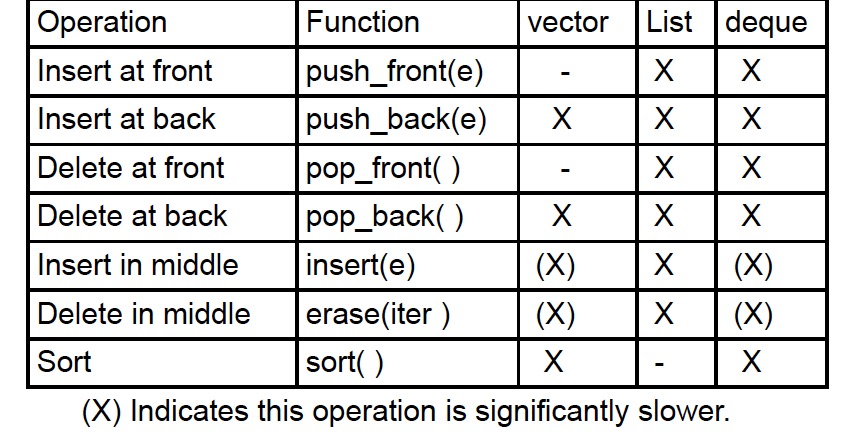 Operation Function vector List deque
Insert at front push_front(e) - X X
Insert at back push_back(e) X X X
Delete at front pop_front( ) - X X
Delete at back pop_back( ) X X X
Insert in middle insert(e) (X) X (X)
Delete in middle erase(iter ) (X) X (X)
Sort sort( ) X - X
(X) Indicates this operation is significantly slower.